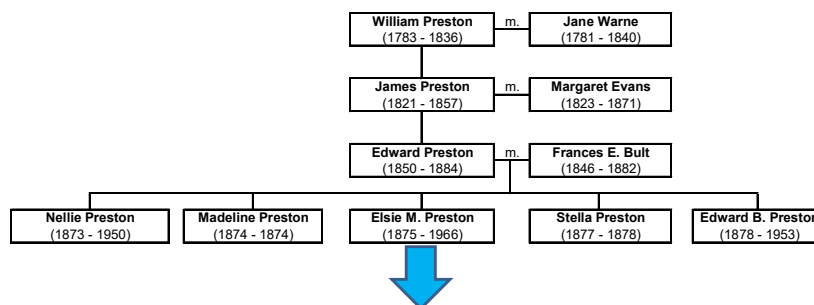 William Preston m. Jane Warne
(1783 - 1836) (1781 - 1840)
James Preston m. Margaret Evans
(1821 - 1857) (1823 - 1871)
Edward Preston m. Frances E. Bult
(1850 - 1884) (1846 - 1882)
Nellie Preston Madeline Preston Elsie M. Preston Stella Preston Edward B. Preston
(1873 - 1950) (1874 - 1874) (1875 - 1966) (1877 - 1878) (1878 - 1953)